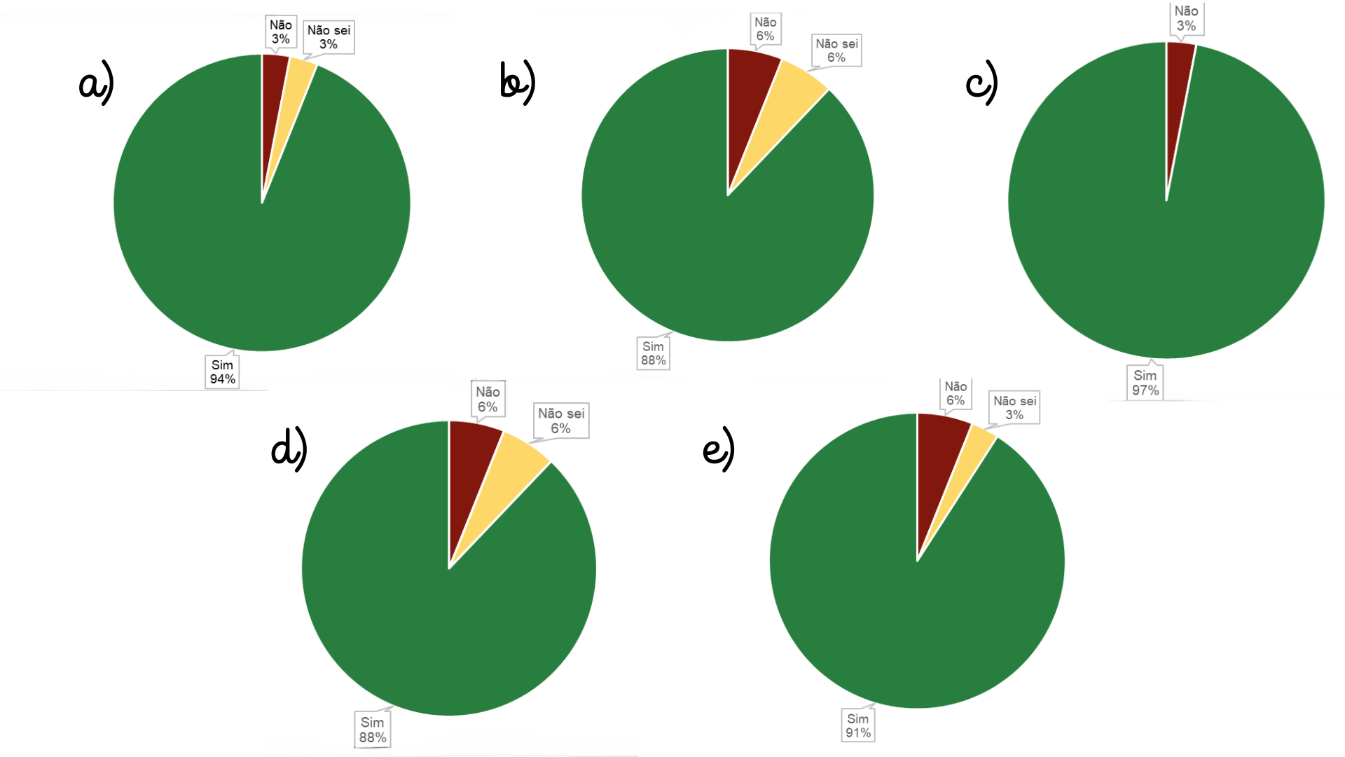 a)
Não
3%
Não sei
3%
Sim
94%
b)
Não
6%
Não sei
6%
Sim
88%
c)
Não
3%
Sim
97%
d)
Não
6%
Não sei
6%
Sim
88%
e)
Não
6%
Não sei
3%
Sim
91%